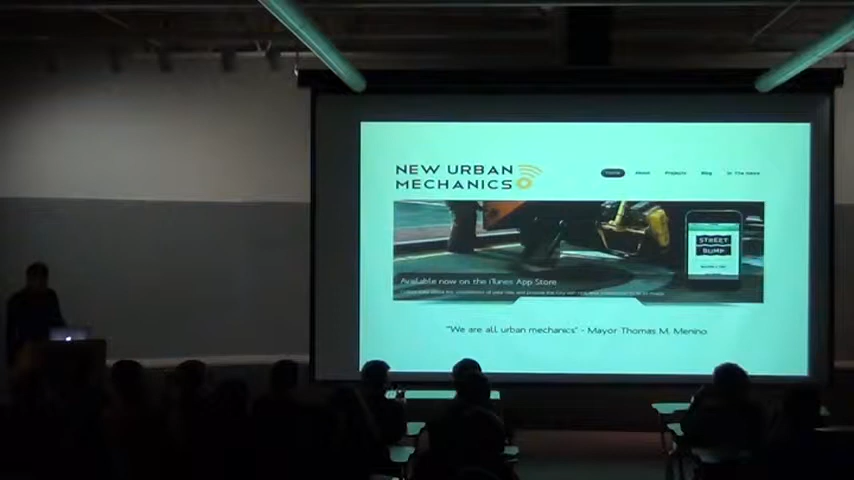 NEW URBAN
MECHANICS
Home About Projects Blog In The News
STREET
BUMP
Available now on the iTunes App Store
"We are all urban mechanics" - Mayor Thomas M. Menino